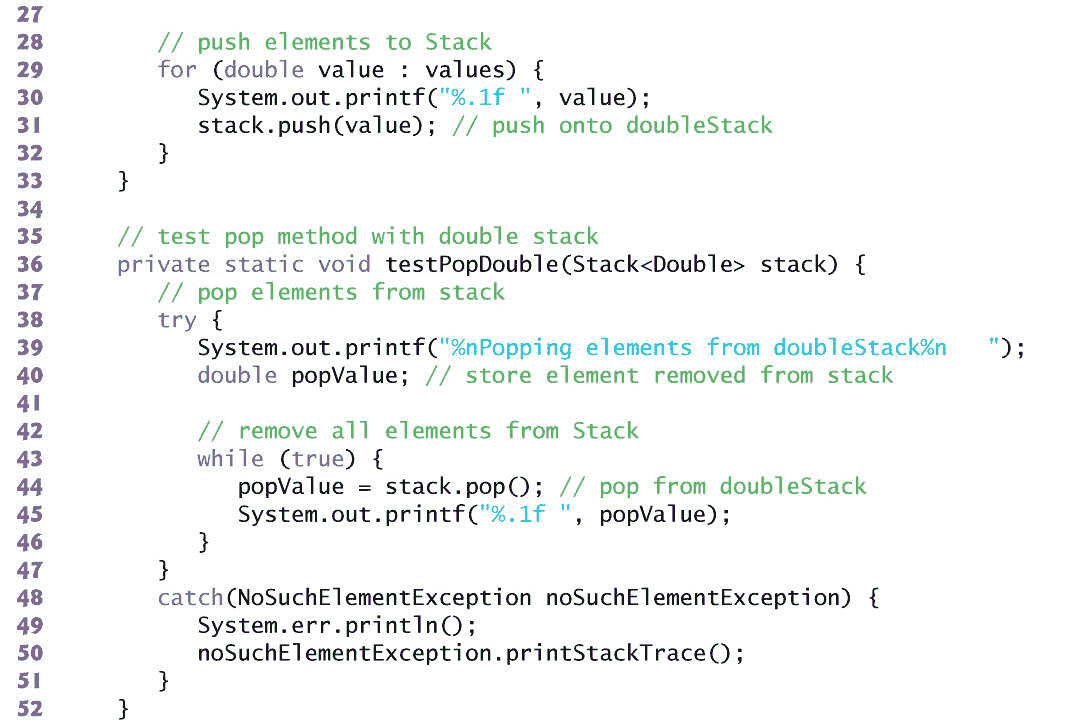 27
28         // push elements to Stack
29         for (double value : values) {
30            System.out.printf("%.1f ", value);
31            stack.push(value); // push onto doubleStack
32         }
33      }
34
35      // test pop method with double stack
36      private static void testPopDouble(Stack<Double> stack) {
37         // pop elements from stack
38         try {
39            System.out.printf("%nPopping elements from doubleStack%n   ");
40            double popValue; // store element removed from stack
41
42            // remove all elements from Stack
43            while (true) {
44               popValue = stack.pop(); // pop from doubleStack
45               System.out.printf("%.1f ", popValue);
46            }
47         }
48         catch(NoSuchElementException noSuchElementException) {
49            System.err.println();
50            noSuchElementException.printStackTrace();
51         }
52      }